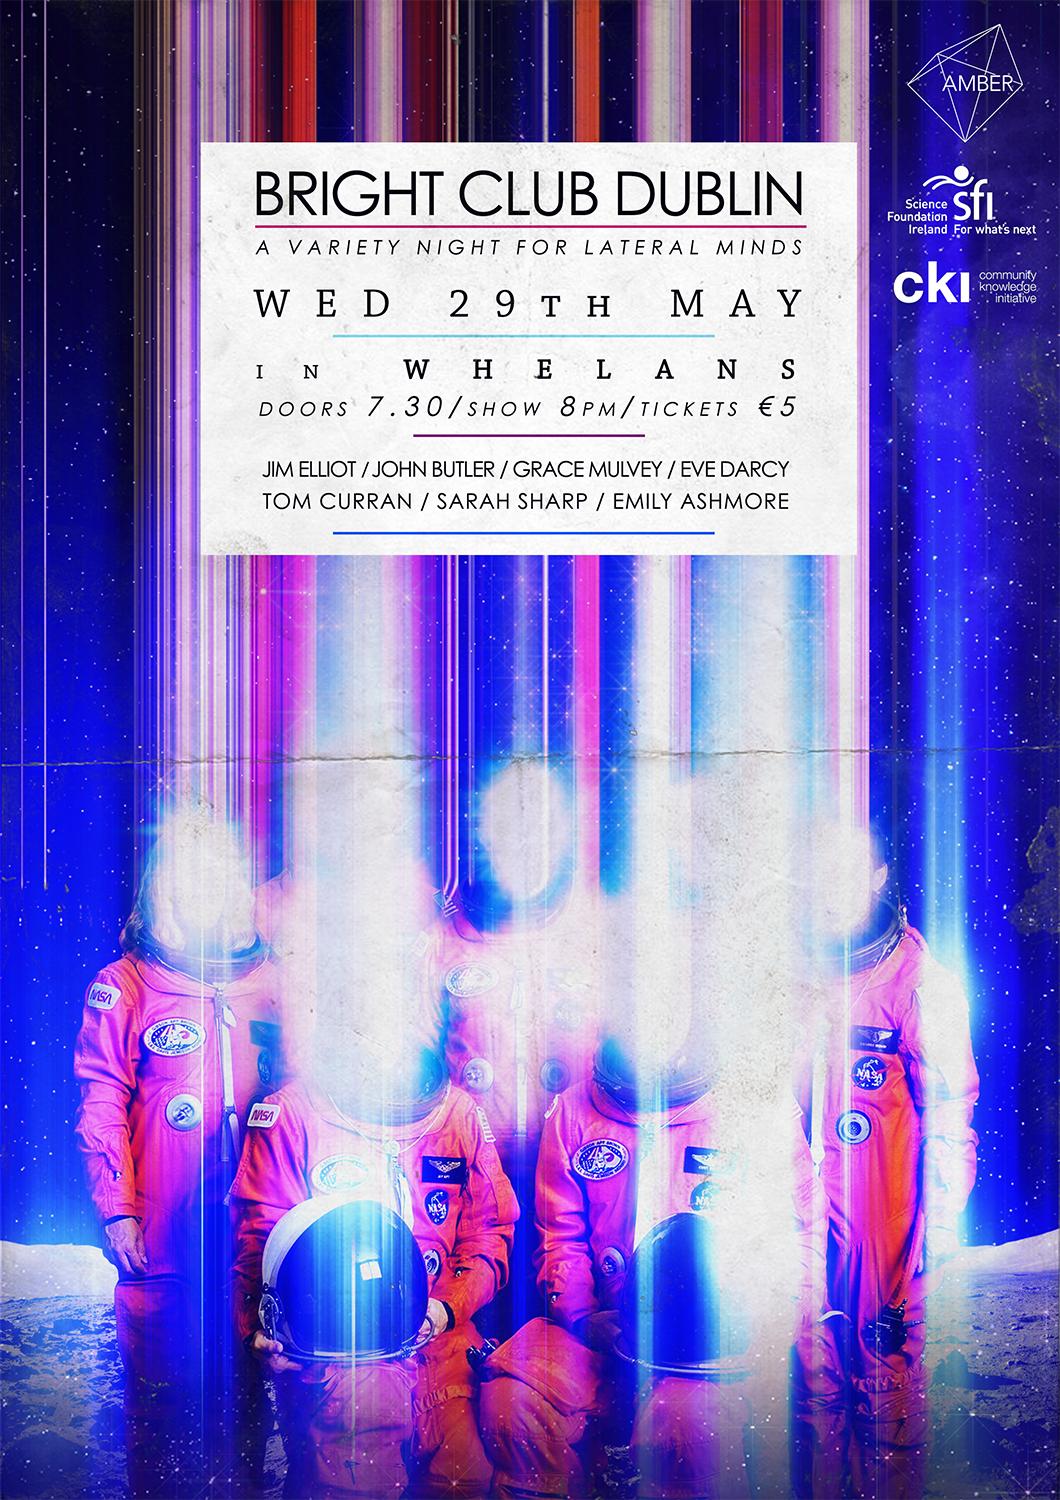 AMBER
Science
Foundation
Ireland
sfi
For what's next
cki
community
knowledge
initiative
BRIGHT CLUB DUBLIN
A VARIETY NIGHT FOR LATERAL MINDS
WED 29TH MAY
IN WHELANS
DOORS 7.30/SHOW 8PM/TICKETS €5
JIM ELLIOT / JOHN BUTLER / GRACE MULVEY / EVE DARCY
TOM CURRAN / SARAH SHARP / EMILY ASHMORE
NASA
NASA
NASA
NASA